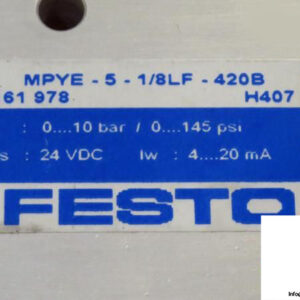 MPYE - 5 - 1/8LF - 420B
61 978 H407
: 0....10 bar / 0....145 psi
s : 24 VDC Iw : 4....20 mA
FESTO